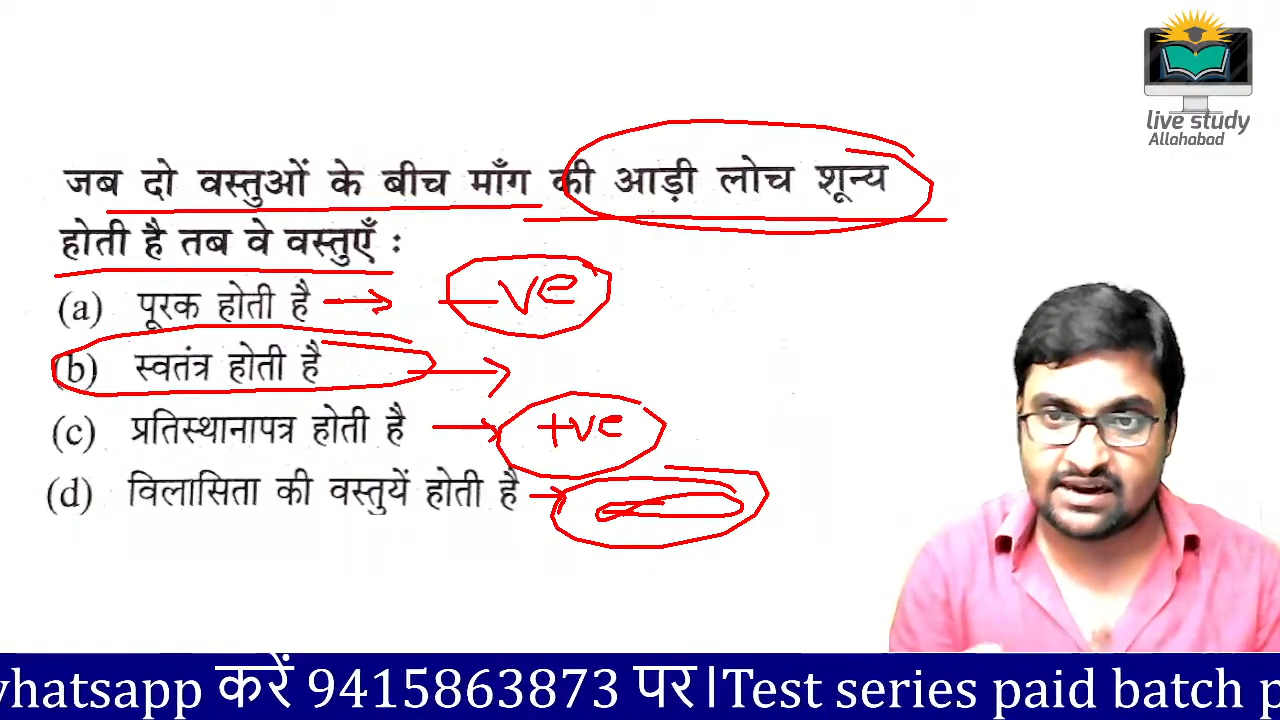 live study
Allahabad
जब दो वस्तुओं के बीच माँग की आड़ी लोच शून्य
होती है तब वे वस्तुएँ :
(a) पूरक होती है
-ve
(b) स्वतंत्र होती है
(c) प्रतिस्थानापत्र होती है
+ve
(d) विलासिता की वस्तुयें होती है
whatsapp करें 9415863873 पर।Test series paid batch